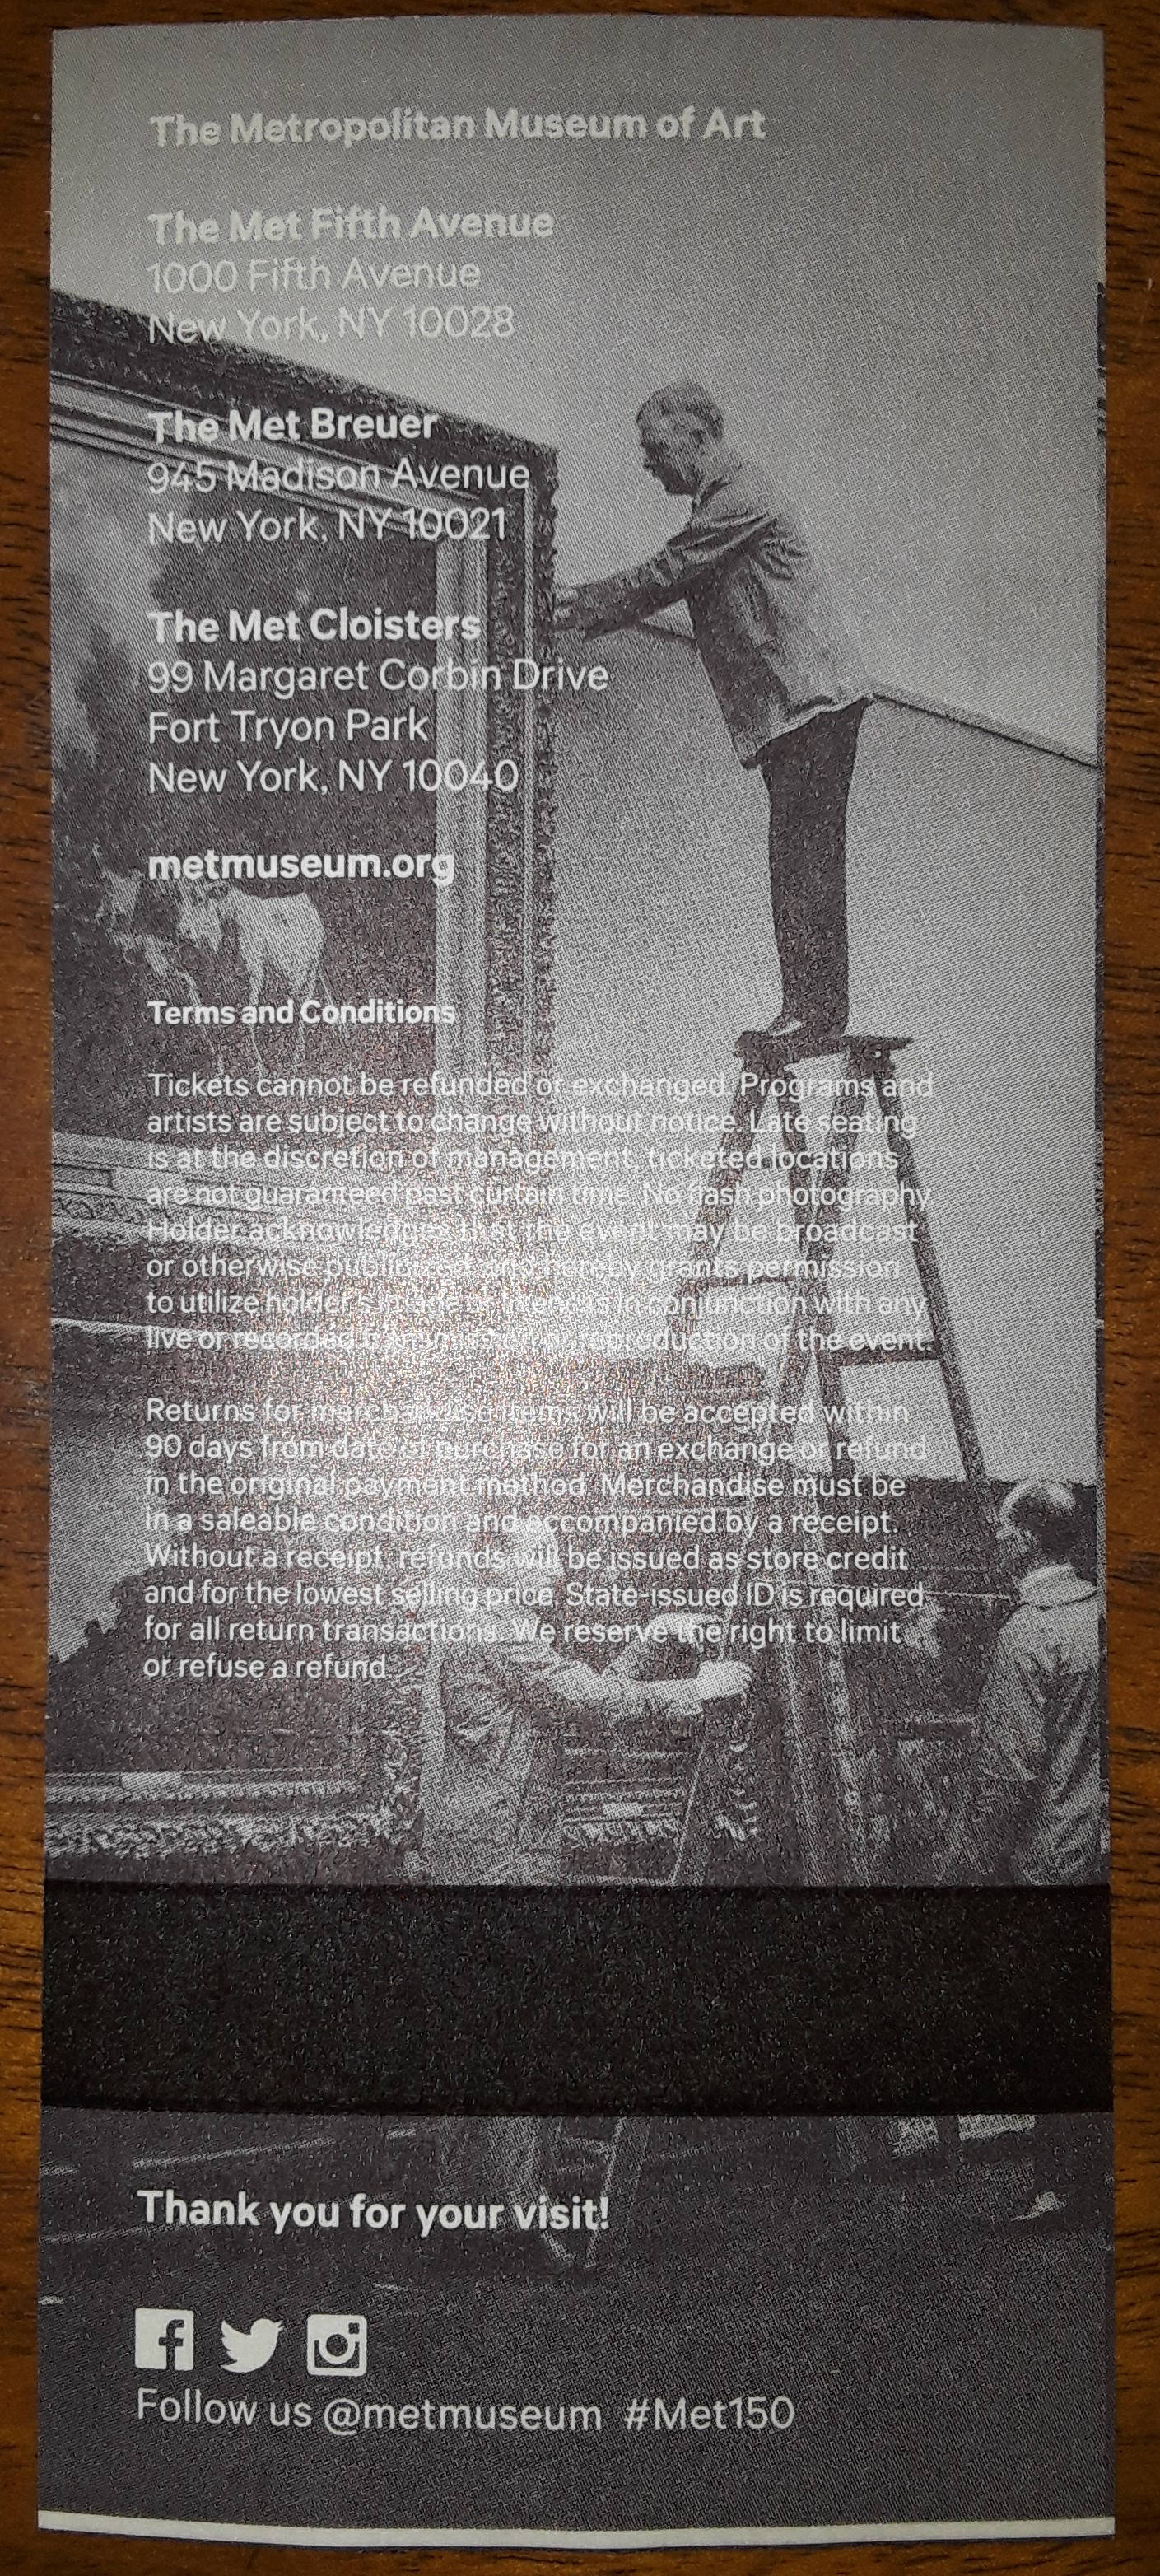 The Metropolitan Museum of Art
The Met Fifth Avenue
1000 Fifth Avenue
New York, NY 10028
The Met Breuer
945 Madison Avenue
New York, NY 10021
The Met Cloisters
99 Margaret Corbin Drive
Fort Tryon Park
New York, NY 10040
metmuseum.org
Terms and Conditions
Tickets cannot be refunded or exchanged. Programs and
artists are subject to change without notice. Late seating
is at the discretion of management; ticketed locations
are not guaranteed past curtain time. No flash photography.
Holder acknowledges that the event may be broadcast
or otherwise hereby grants permission
to utilize holder's in conjunction with any
live or recorded reproduction of the event.
Returns for merchandise items will be accepted within
90 days from date of purchase for an exchange or refund
in the original payment method. Merchandise must be
in a saleable condition and accompanied by a receipt.
Without a receipt, refunds will be issued as store credit
and for the lowest selling price. State-issued ID is required
for all return transactions. We reserve the right to limit
or refuse a refund.
Thank you for your visit!
Follow us @metmuseum #Met150